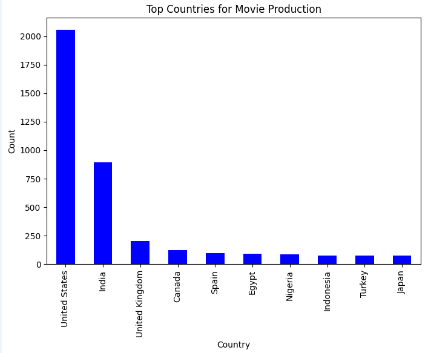 Top Countries for Movie Production
2000
1750
1500
1250
1000
750
500
250
0
Count
United States
India
United Kingdom
Canada
Spain
Egypt
Nigeria
Indonesia
Turkey
Japan
Country